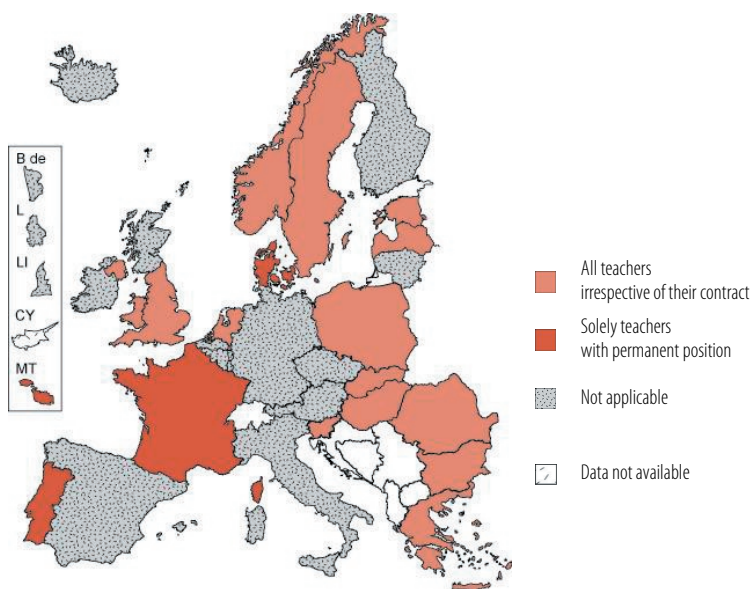 B de
L
LI
CY
MT
All teachers
irrespective of their contract
Solely teachers
with permanent position
Not applicable
Data not available